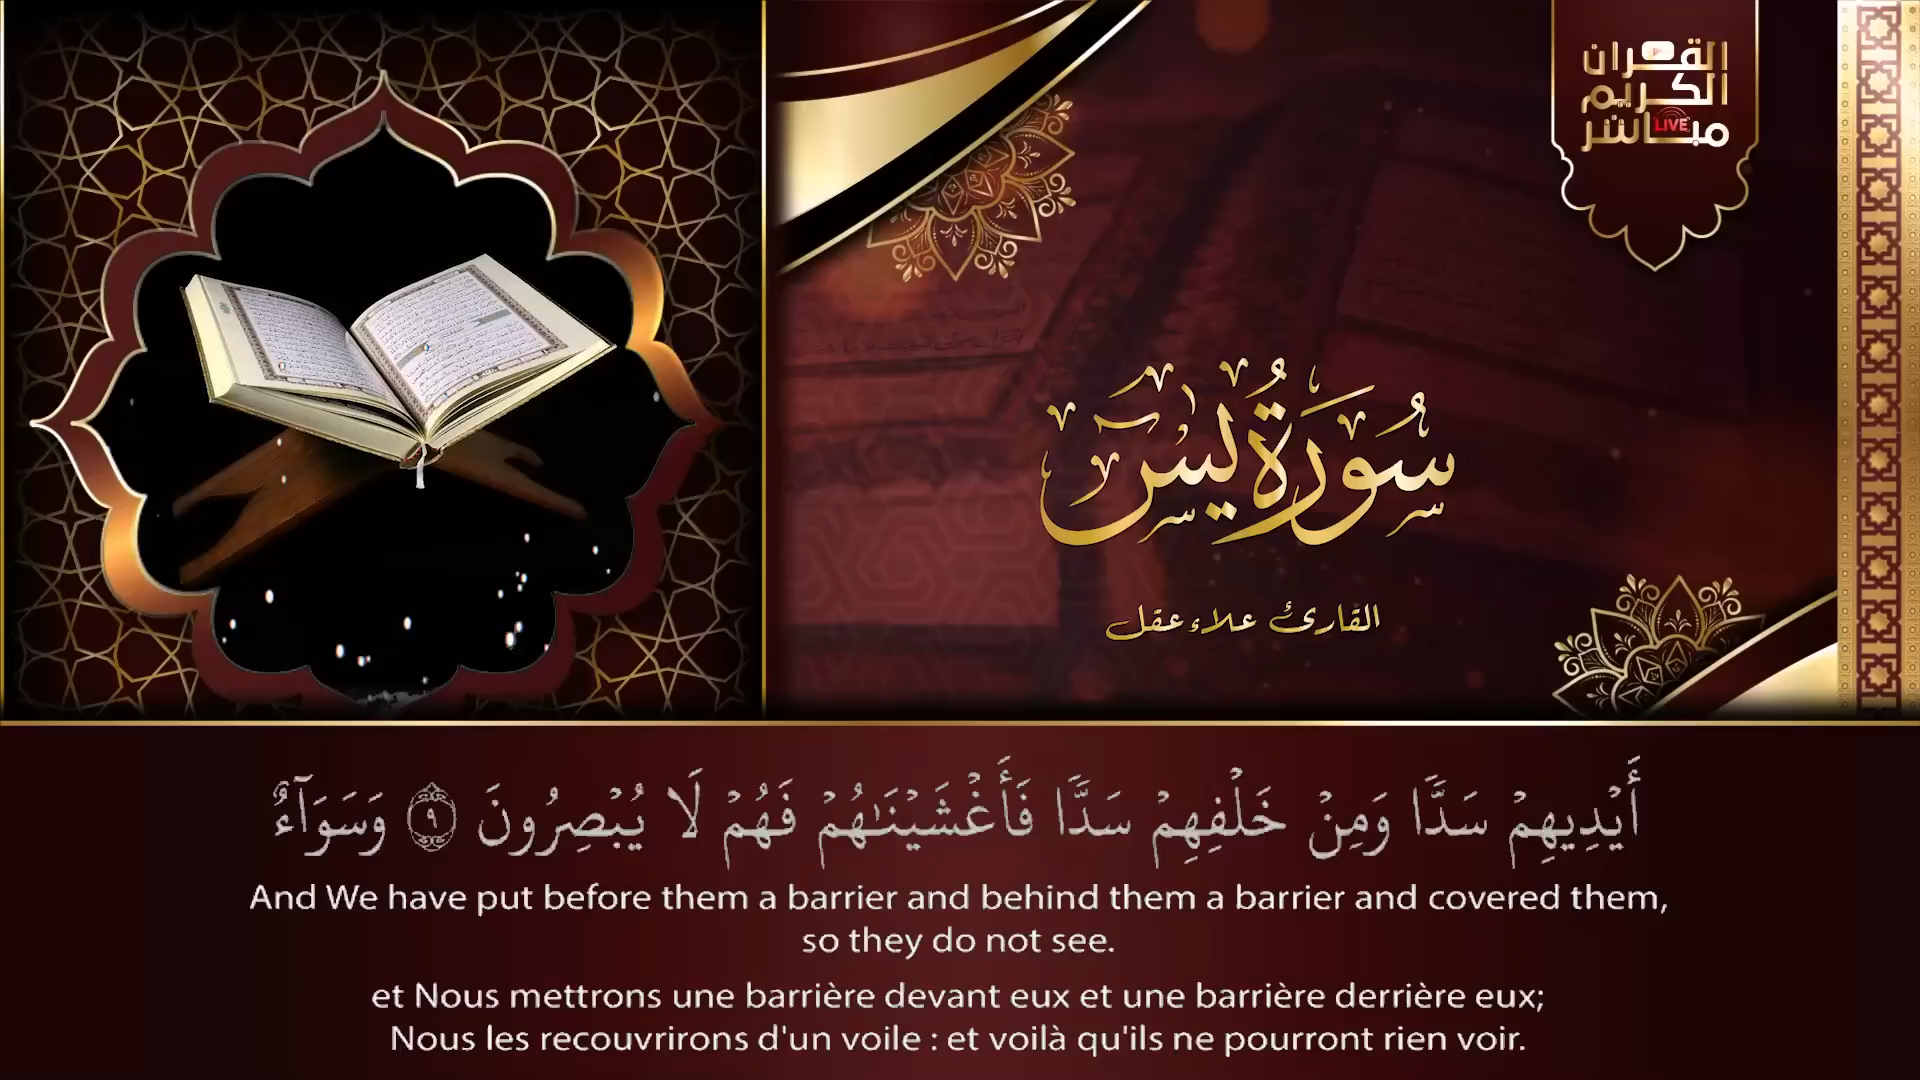 القرآن
الكريم
مباشر
LIVE
سُورَةُ يس
القارئ علاء عقل
أَيْدِيهِمْ سَدًّا وَمِنْ خَلْفِهِمْ سَدًّا فَأَغْشَيْنَٰهُمْ فَهُمْ لَا يُبْصِرُونَ ٩ وَسَوَآءٌ
And We have put before them a barrier and behind them a barrier and covered them,
so they do not see.
et Nous mettrons une barrière devant eux et une barrière derrière eux;
Nous les recouvrirons d'un voile : et voilà qu'ils ne pourront rien voir.